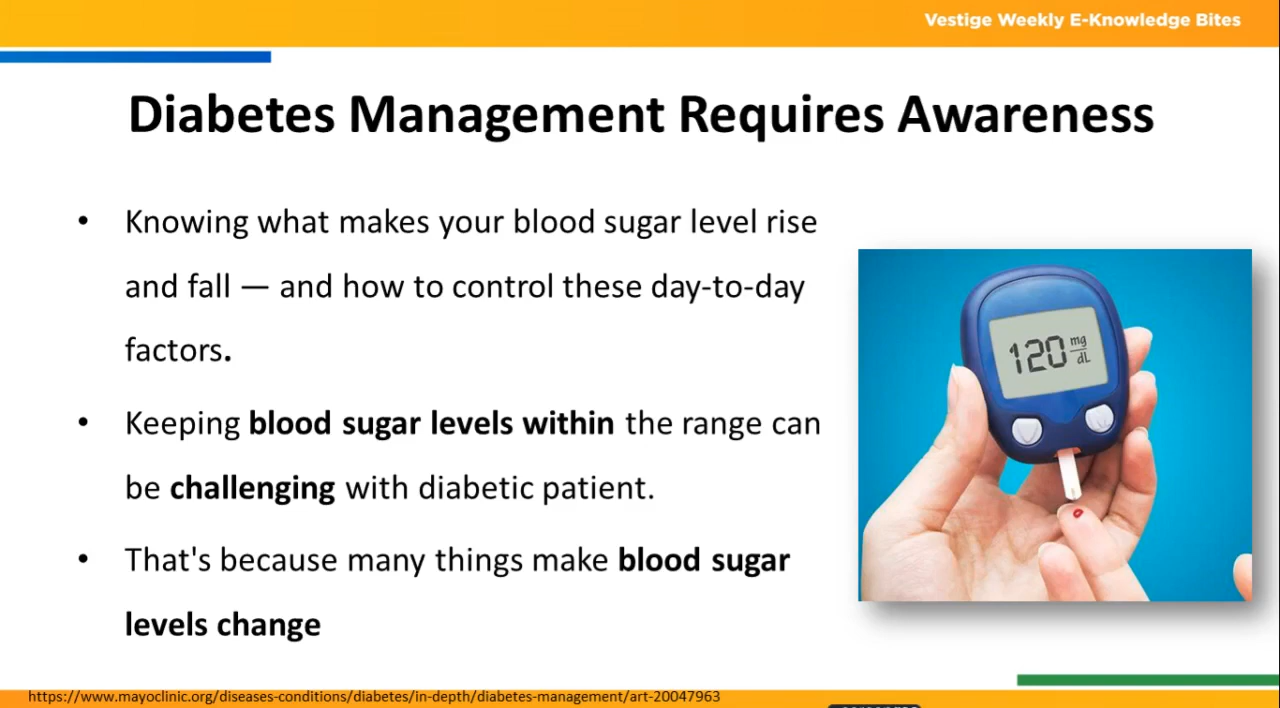 Vestige Weekly E-Knowledge Bites
Diabetes Management Requires Awareness
• Knowing what makes your blood sugar level rise
and fall — and how to control these day-to-day
factors.
• Keeping blood sugar levels within the range can
be challenging with diabetic patient.
• That's because many things make blood sugar
levels change
120 mg/dL
https://www.mayoclinic.org/diseases-conditions/diabetes/in-depth/diabetes-management/art-20047963